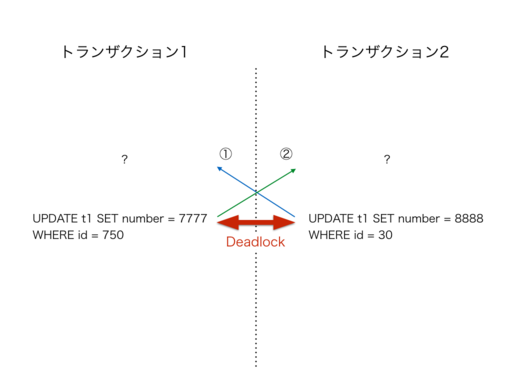 トランザクション1
トランザクション2
①
②
?
?
UPDATE t1 SET number = 7777
WHERE id = 750
UPDATE t1 SET number = 8888
WHERE id = 30
Deadlock